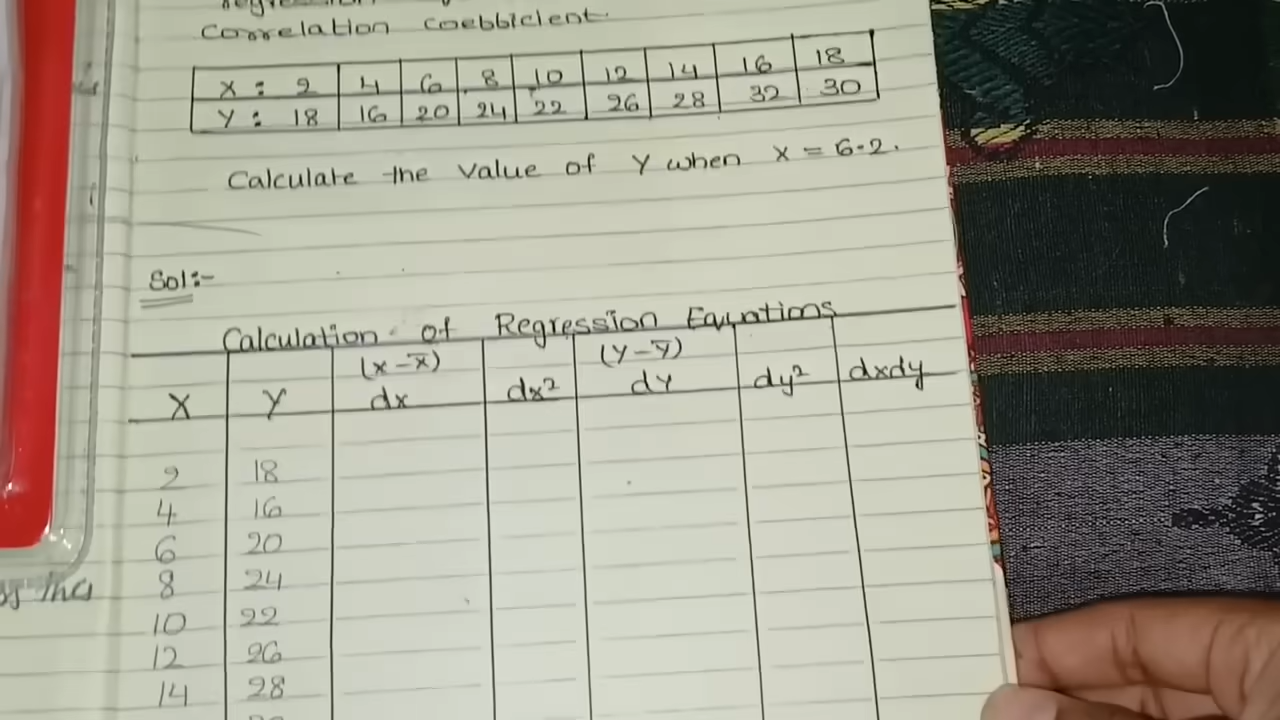 Correlation coefficient.
X : 2 4 6 8 10 12 14 16 18
Y : 18 16 20 24 22 26 28 32 30
Calculate the value of Y when X = 6.2.
Sol:-
Calculation of Regression Equations
X Y (x-x̄) dx dx² (y-ȳ) dy dy² dxdy
2 18
4 16
6 20
8 24
10 22
12 26
14 28